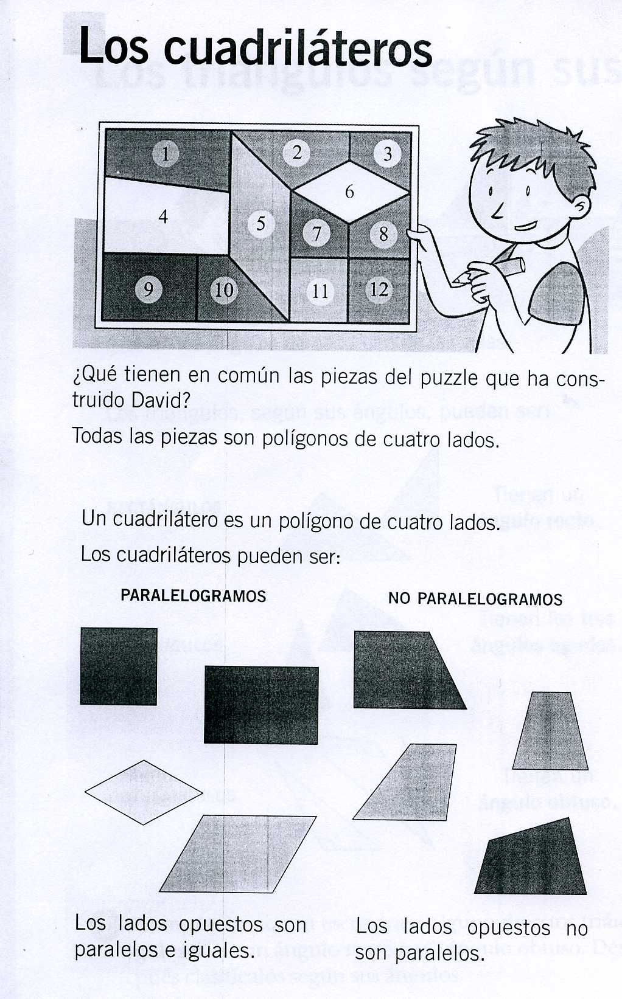 Los cuadriláteros
1
2
3
4
5
6
7
8
9
10
11
12
¿Qué tienen en común las piezas del puzzle que ha cons-
truido David?
Todas las piezas son polígonos de cuatro lados.
Un cuadrilátero es un polígono de cuatro lados.
Los cuadriláteros pueden ser:
PARALELOGRAMOS
NO PARALELOGRAMOS
Los lados opuestos son
paralelos e iguales.
Los lados opuestos no
son paralelos.